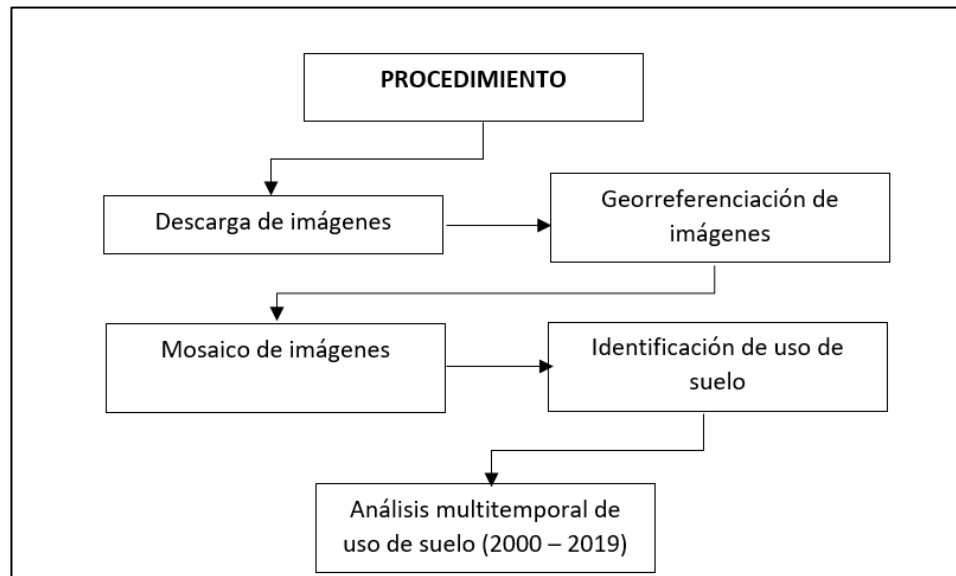 PROCEDIMIENTO
Descarga de imágenes
Georreferenciación de
imágenes
Mosaico de imágenes
Identificación de uso de
suelo
Análisis multitemporal de
uso de suelo (2000 – 2019)